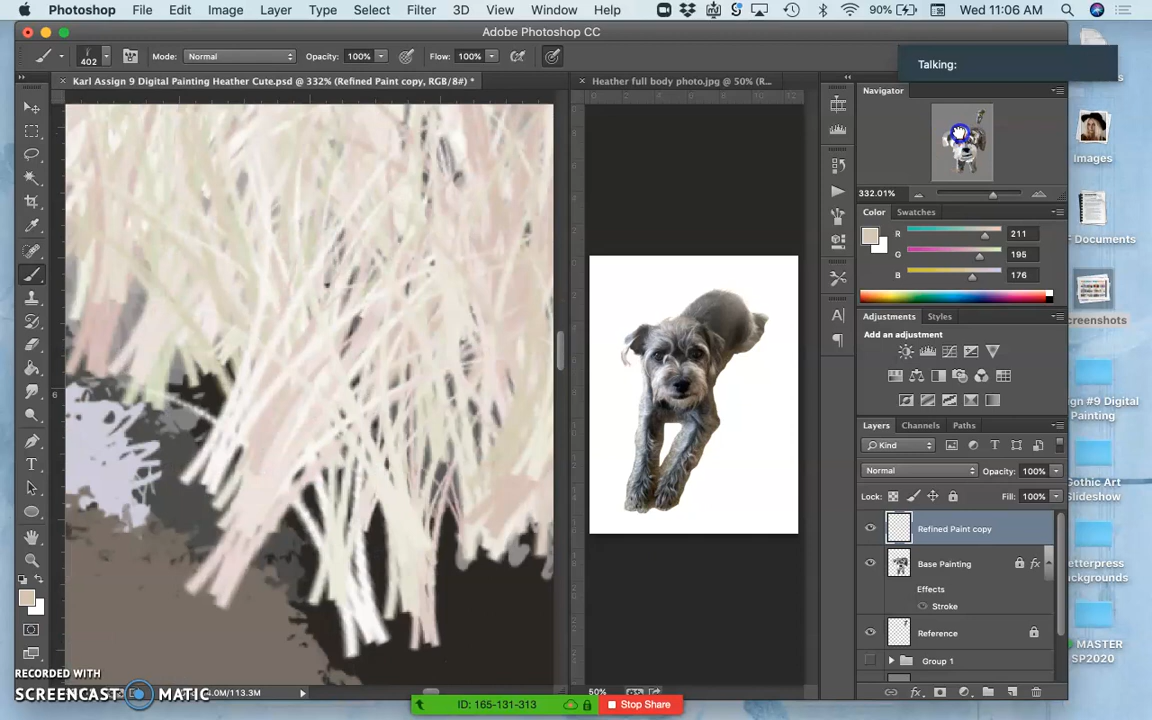 Photoshop File Edit Image Layer Type Select Filter 3D View Window Help 90% Wed 11:06 AM
Adobe Photoshop CC
402 Mode: Normal Opacity: 100% Flow: 100%
Talking:
Karl Assign 9 Digital Painting Heather Cute.psd @ 332% (Refined Paint copy, RGB/8#) *
Heather full body photo.jpg @ 50% (R...
Navigator
332.01%
Color Swatches
R 211
G 195
B 176
Adjustments Styles
Add an adjustment
Layers Channels Paths
Kind
Normal Opacity: 100%
Lock: Fill: 100%
Refined Paint copy
Base Painting fx
Effects
Stroke
Reference
Group 1
Images
Documents
creenshots
ign #9 Digital
Painting
Gothic Art
Slideshow
etterpress
ackgrounds
MASTER
SP2020
50%
RECORDED WITH
SCREENCAST MATIC
ID: 165-131-313 Stop Share